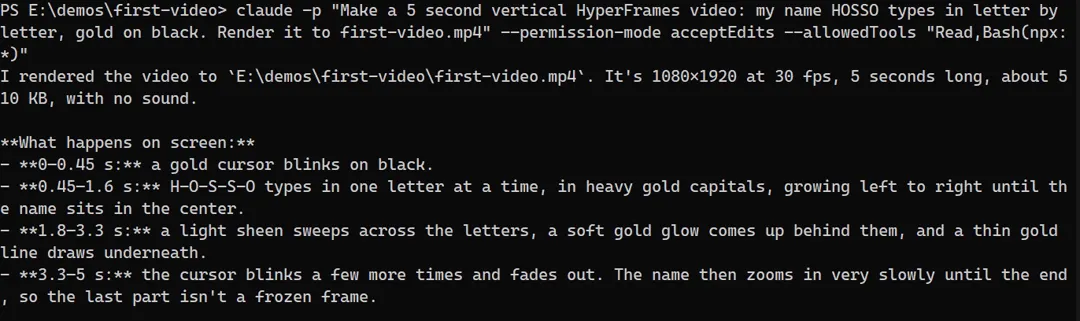 PS E:\demos\first-video> claude -p "Make a 5 second vertical HyperFrames video: my name HOSSO types in letter by
letter, gold on black. Render it to first-video.mp4" --permission-mode acceptEdits --allowedTools "Read,Bash(npx:
*)"
I rendered the video to `E:\demos\first-video\first-video.mp4`. It's 1080×1920 at 30 fps, 5 seconds long, about 5
10 KB, with no sound.
**What happens on screen:**
- **0–0.45 s:** a gold cursor blinks on black.
- **0.45–1.6 s:** H-O-S-S-O types in one letter at a time, in heavy gold capitals, growing left to right until th
e name sits in the center.
- **1.8–3.3 s:** a light sheen sweeps across the letters, a soft gold glow comes up behind them, and a thin gold
line draws underneath.
- **3.3–5 s:** the cursor blinks a few more times and fades out. The name then zooms in very slowly until the end
, so the last part isn't a frozen frame.